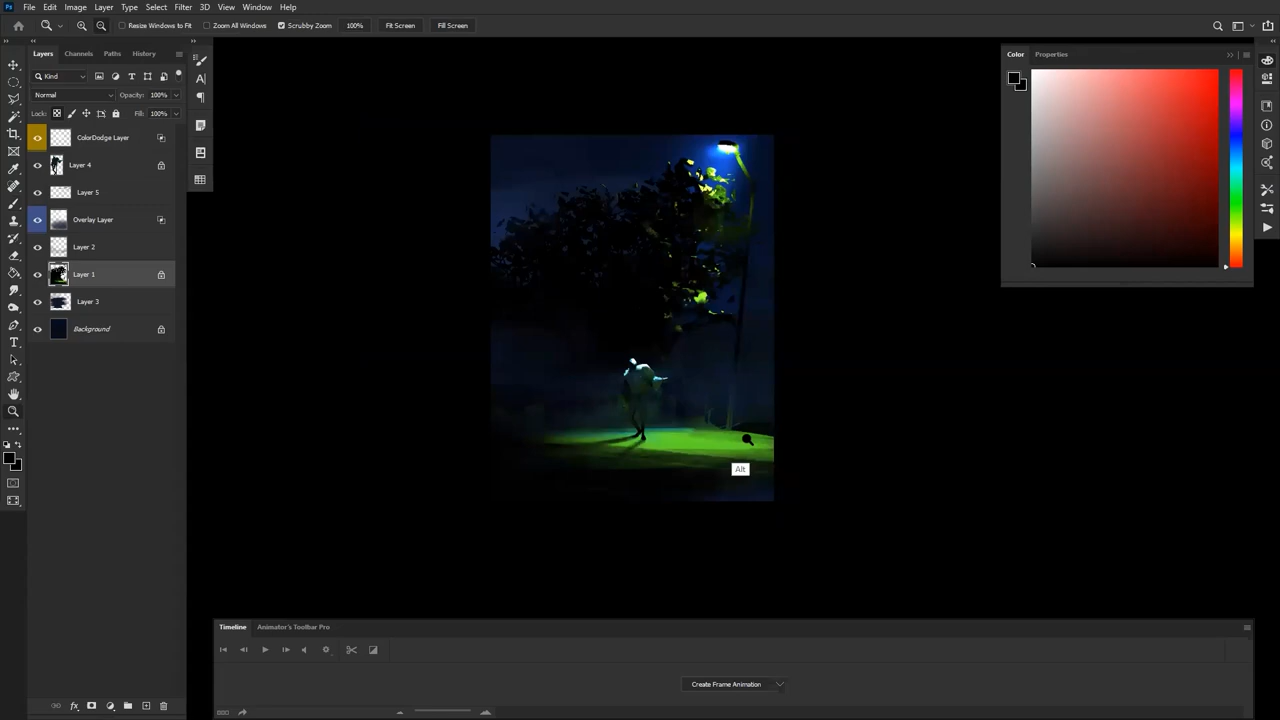 Ps File Edit Image Layer Type Select Filter 3D View Window Help
Resize Windows to Fit Zoom All Windows Scrubby Zoom 100% Fit Screen Fill Screen
Layers Channels Paths History
Kind
Normal Opacity: 100%
Lock: Fill: 100%
ColorDodge Layer
Layer 4
Layer 5
Overlay Layer
Layer 2
Layer 1
Layer 3
Background
Color Properties
Alt
Timeline Animator's Toolbar Pro
Create Frame Animation